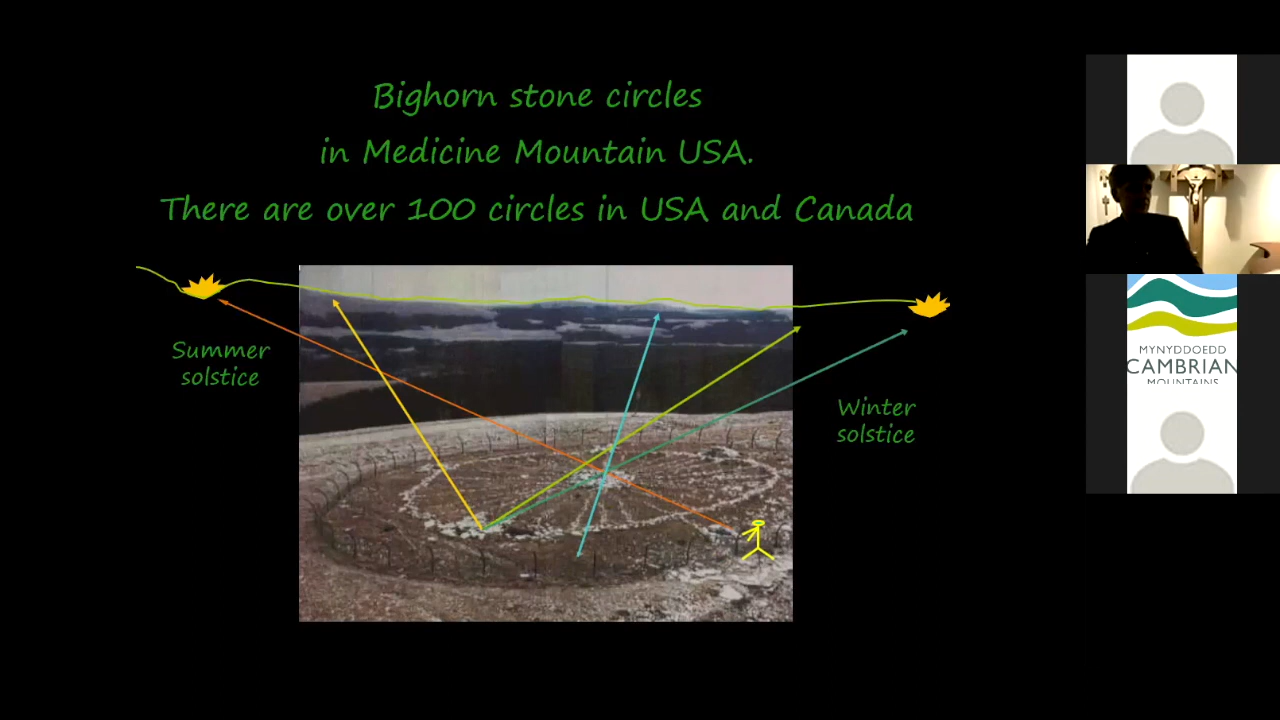 Bighorn stone circles
in Medicine Mountain USA.
There are over 100 circles in USA and Canada
Summer
solstice
Winter
solstice
MYNYDDOEDD
CAMBRIAN
MOUNTAINS